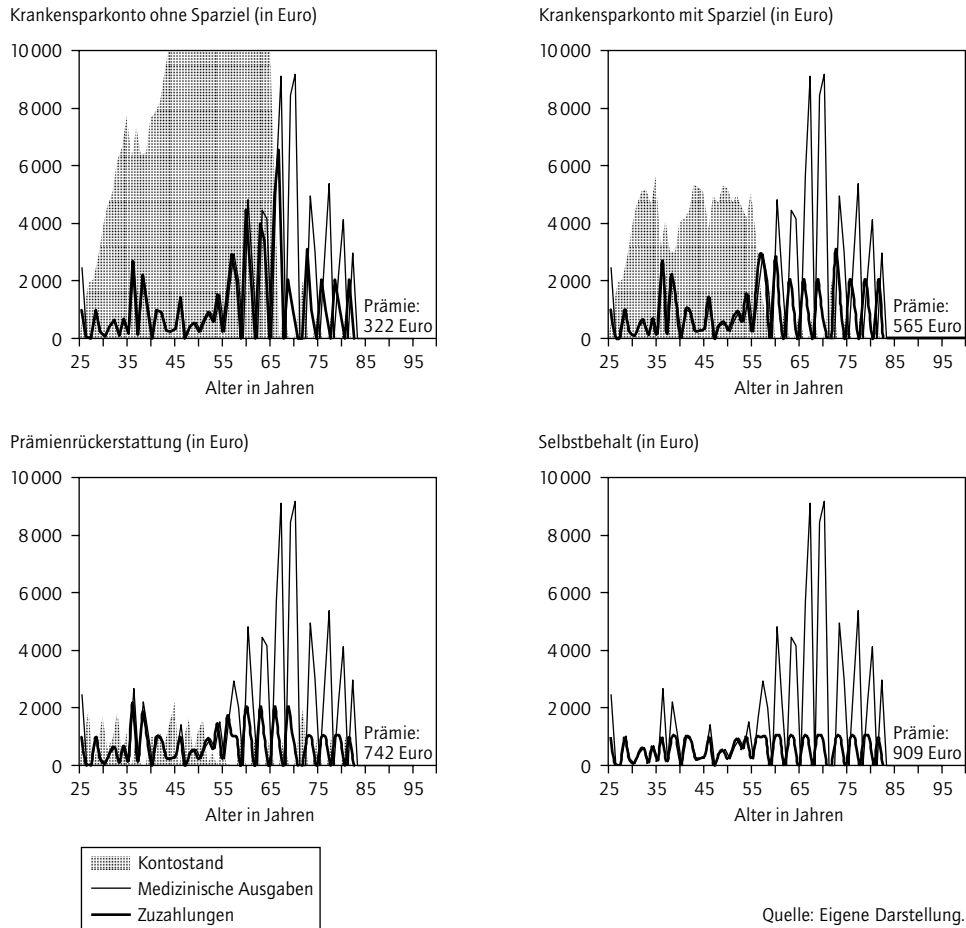 Krankensparkonto ohne Sparziel (in Euro)
10 000
8 000
6 000
4 000
2 000
0
25 35 45 55 65 75 85 95
Alter in Jahren
Prämie:
322 Euro
Krankensparkonto mit Sparziel (in Euro)
10 000
8 000
6 000
4 000
2 000
0
25 35 45 55 65 75 85 95
Alter in Jahren
Prämie:
565 Euro
Prämienrückerstattung (in Euro)
10 000
8 000
6 000
4 000
2 000
0
25 35 45 55 65 75 85 95
Alter in Jahren
Prämie:
742 Euro
Selbstbehalt (in Euro)
10 000
8 000
6 000
4 000
2 000
0
25 35 45 55 65 75 85 95
Alter in Jahren
Prämie:
909 Euro
Kontostand
Medizinische Ausgaben
Zuzahlungen
Quelle: Eigene Darstellung.